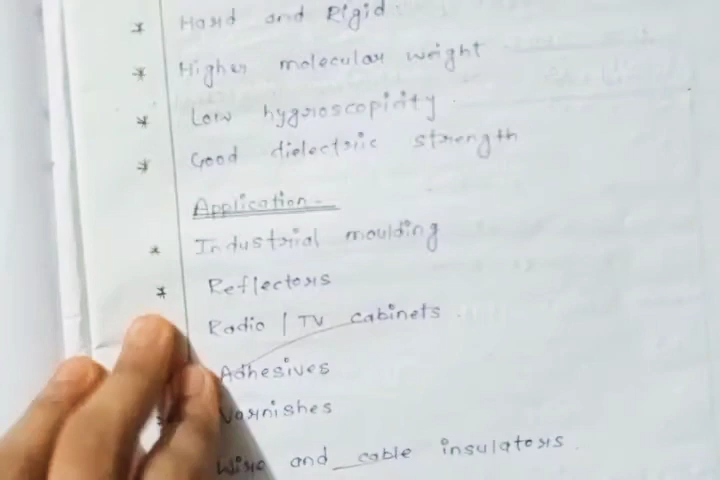 * Hard and Rigid.
* Higher molecular weight
* Low hygroscopicity
* Good dielectric strength
Application -
* Industrial moulding
* Reflectors
Radio / TV cabinets.
Adhesives
Varnishes
Wire and cable insulators.